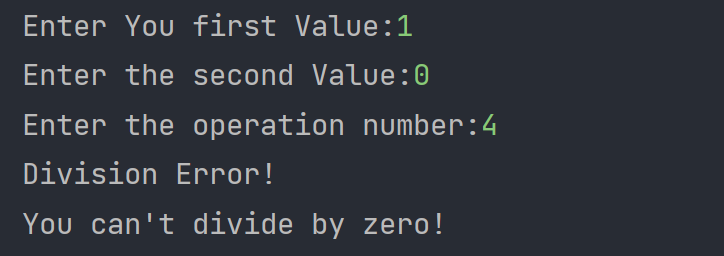 Enter You first Value:1
Enter the second Value:0
Enter the operation number:4
Division Error!
You can't divide by zero!